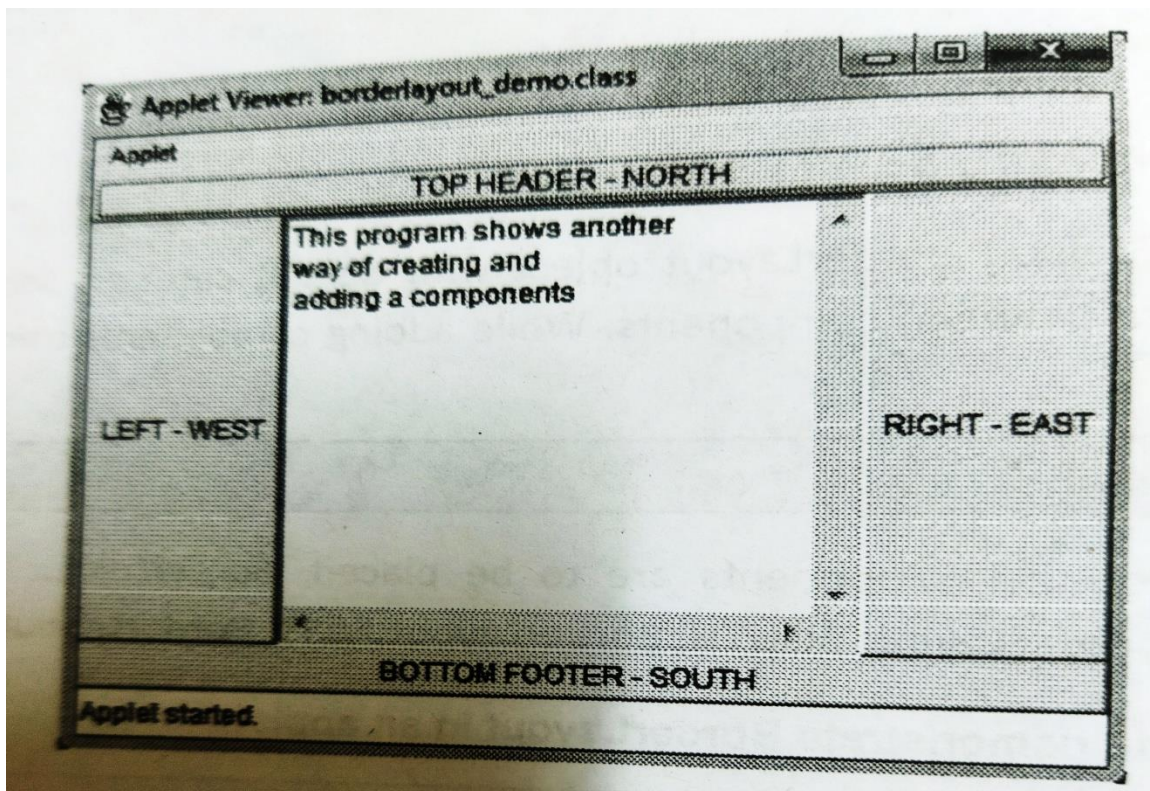 Applet Viewer: borderlayout_demo.class
Applet
TOP HEADER - NORTH
This program shows another
way of creating and
adding a components
LEFT - WEST
RIGHT - EAST
BOTTOM FOOTER - SOUTH
Applet started.